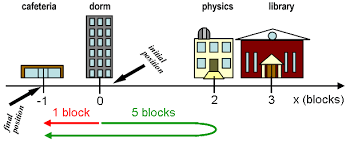 cafeteria dorm physics library
initial position
final position
-1 0 2 3 x (blocks)
1 block 5 blocks